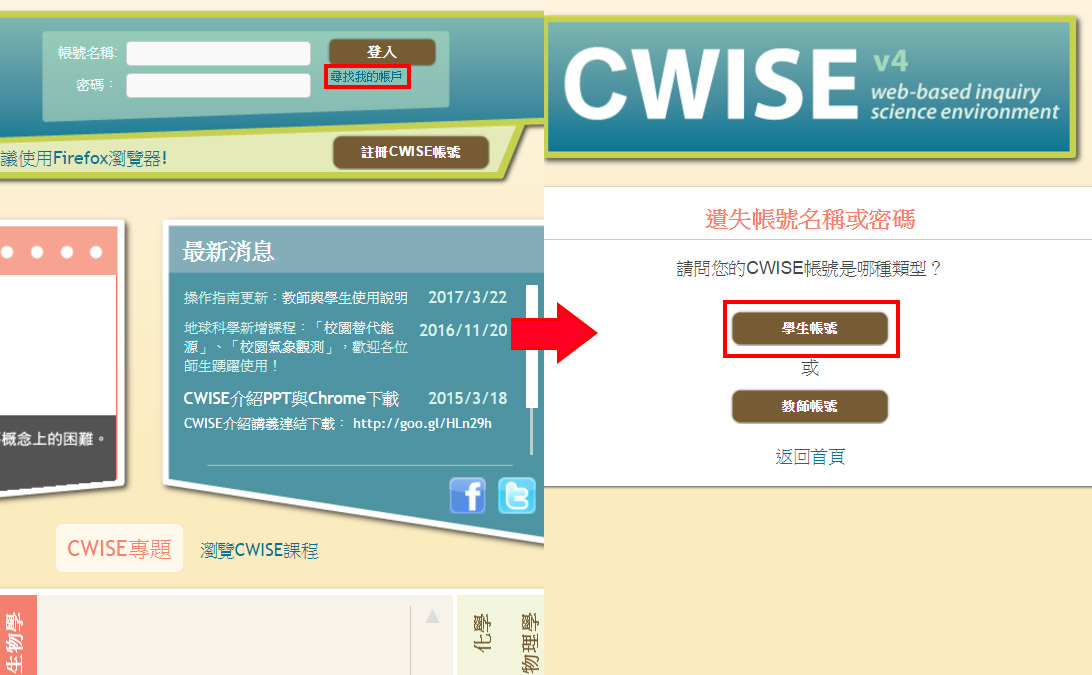 帳號名稱:
登入
尋找我的帳戶
密碼：
議使用Firefox瀏覽器!
註冊CWISE帳號
最新消息
操作指南更新：教師與學生使用說明 2017/3/22
地球科學新增課程：「校園替代能 2016/11/20
源」、「校園氣象觀測」，歡迎各位
師生踴躍使用！
CWISE介紹PPT與Chrome下載 2015/3/18
CWISE介紹講義連結下載： http://goo.gl/HLn29h
概念上的困難。
CWISE專題
瀏覽CWISE課程
生物學
化學
物理學
CWISE v4
web-based inquiry
science environment
遺失帳號名稱或密碼
請問您的CWISE帳號是哪種類型？
學生帳號
或
教師帳號
返回首頁